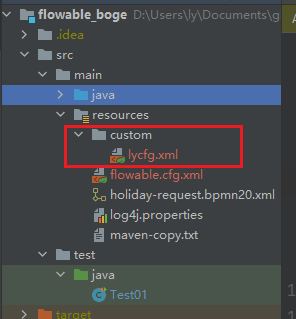 flowable_boge D:\Users\ly\Documents\g
.idea
src
main
java
resources
custom
lycfg.xml
flowable.cfg.xml
holiday-request.bpmn20.xml
log4j.properties
maven-copy.txt
test
java
Test01
target